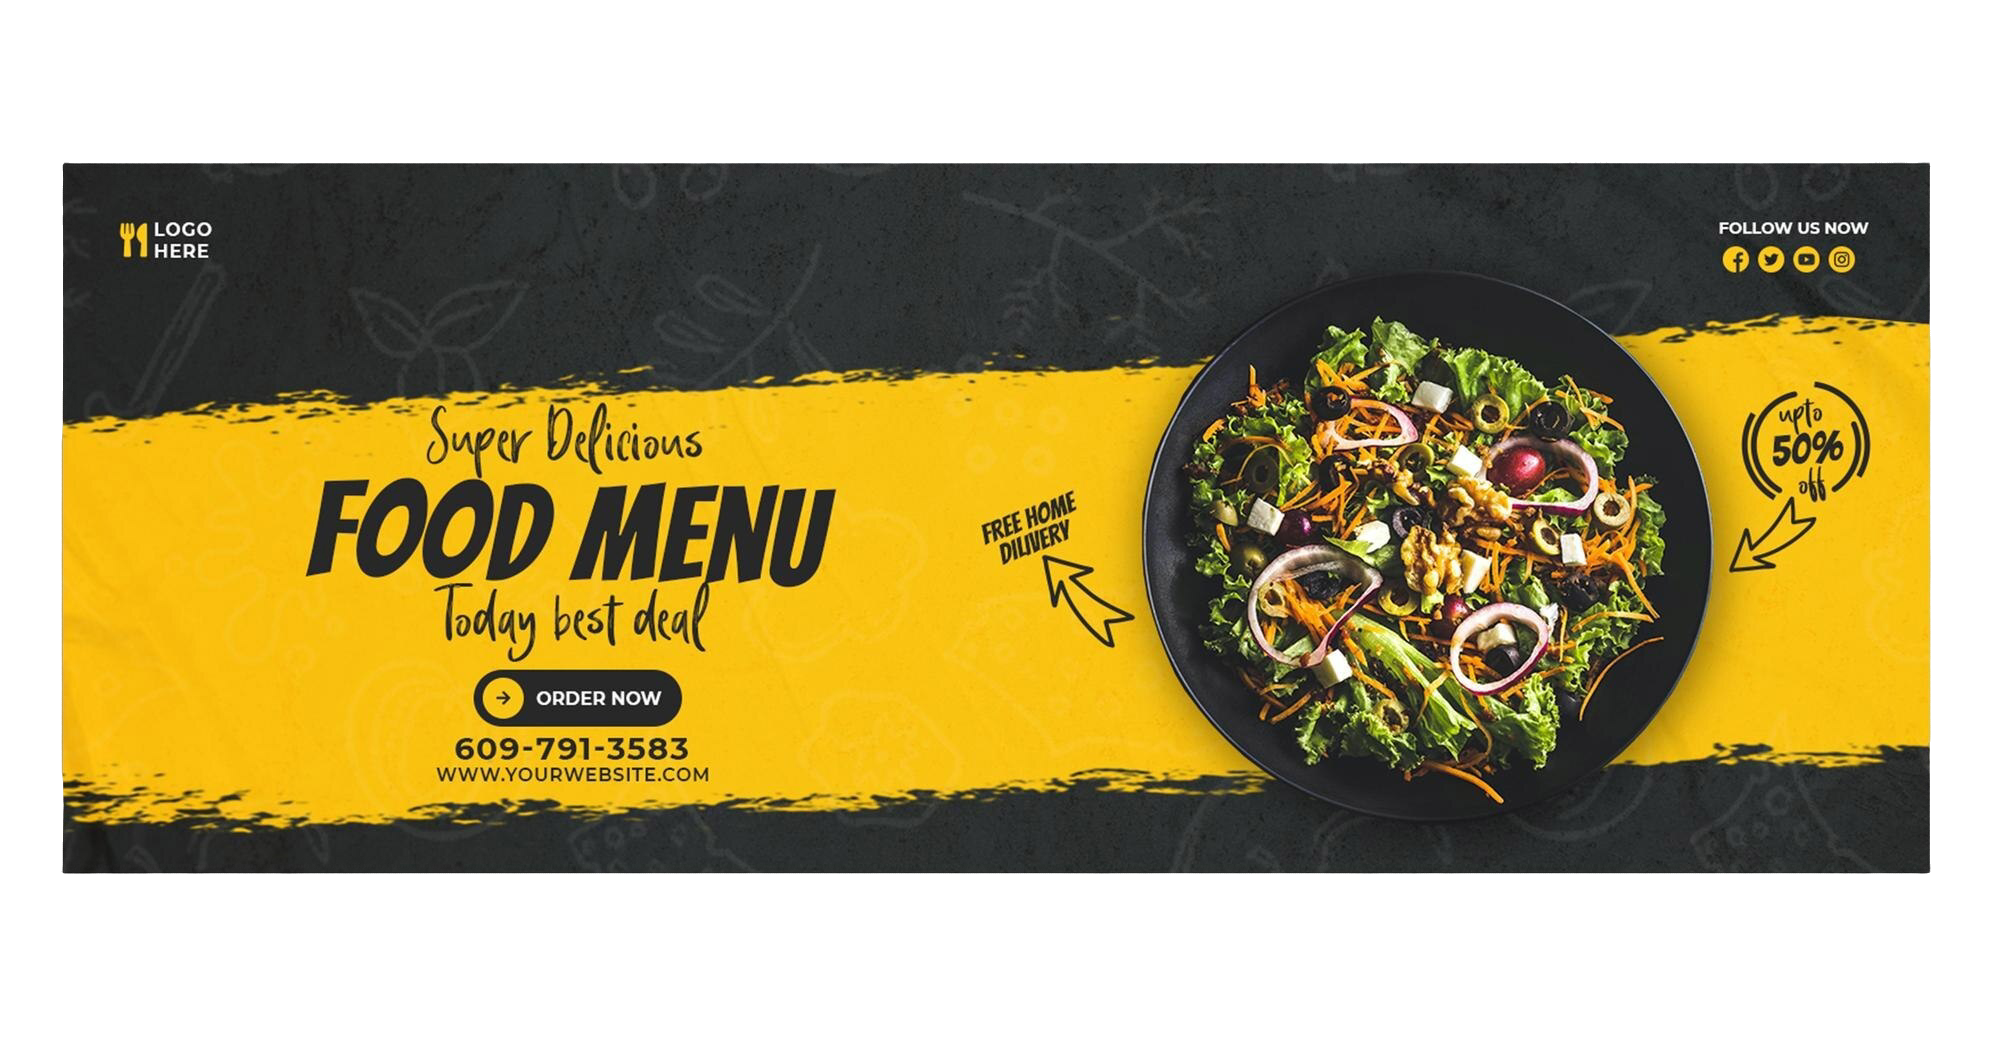 LOGO
HERE
FOLLOW US NOW
Super Delicious
FOOD MENU
Today best deal
ORDER NOW
609-791-3583
WWW.YOURWEBSITE.COM
FREE HOME
DILIVERY
upto
50%
off